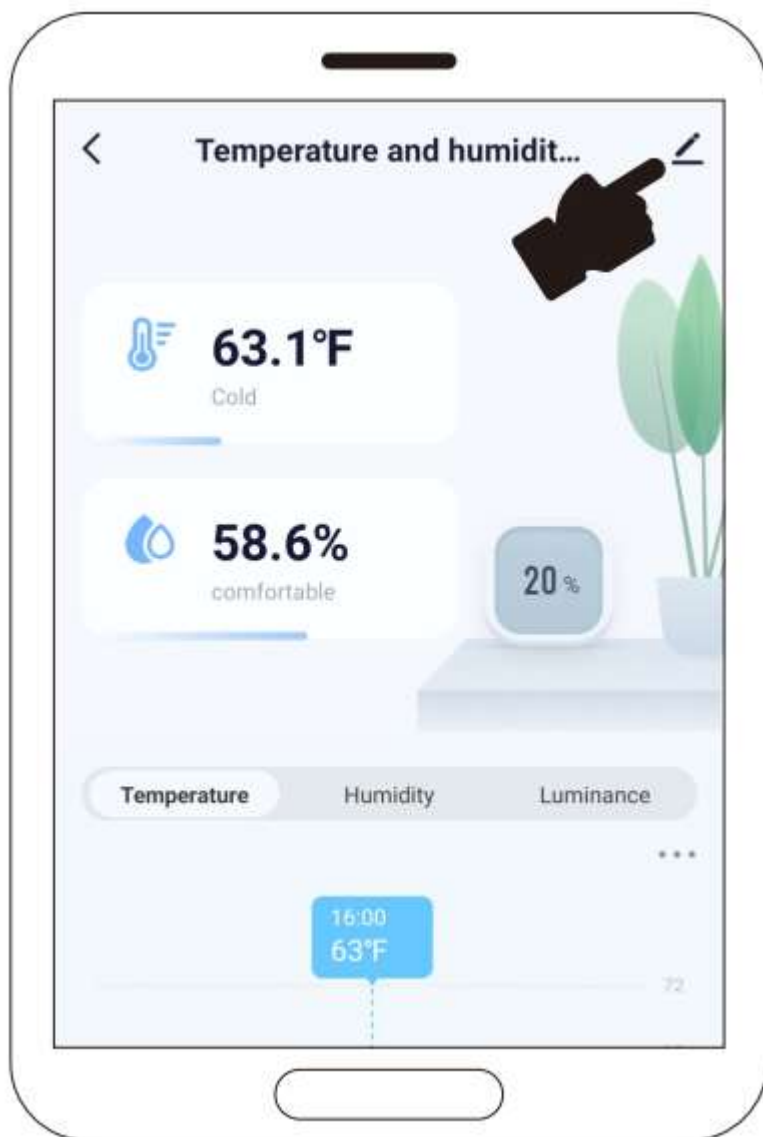 Temperature and humidit...
63.1°F
Cold
58.6%
comfortable
20 %
Temperature Humidity Luminance
16:00
63°F
72